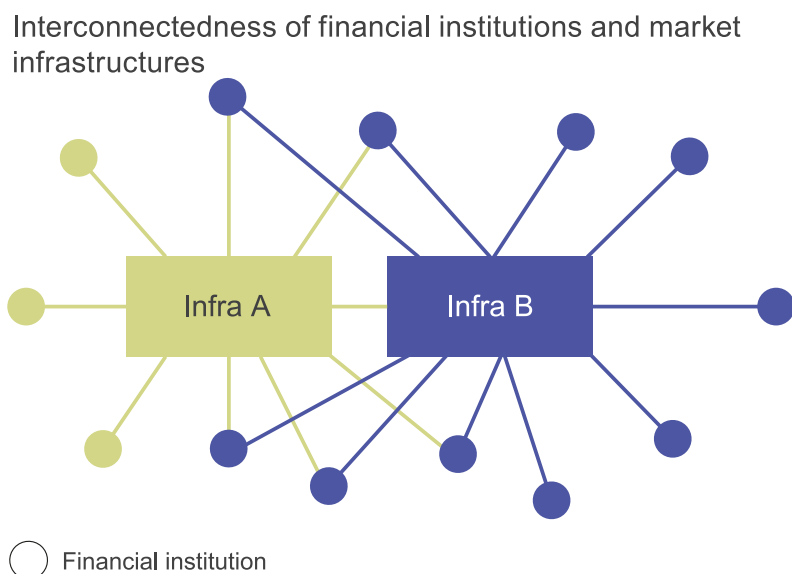 Interconnectedness of financial institutions and market
infrastructures
Infra A
Infra B
Financial institution